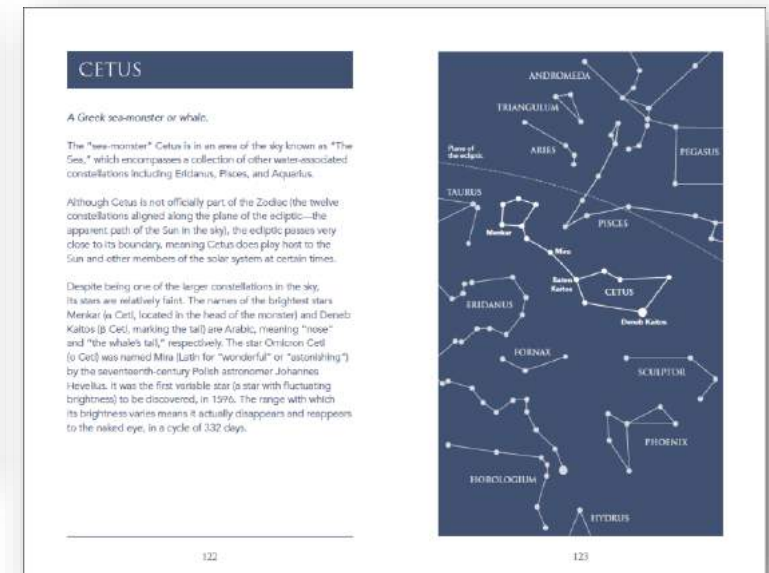 CETUS
A Greek sea-monster or whale.
The "sea-monster" Cetus is in an area of the sky known as "The
Sea," which encompasses a collection of other water-associated
constellations including Eridanus, Pisces, and Aquarius.
Although Cetus is not officially part of the Zodiac (the twelve
constellations aligned along the plane of the ecliptic—the
apparent path of the Sun in the sky), the ecliptic passes very
close to its boundary, meaning Cetus does play host to the
Sun and other members of the solar system at certain times.
Despite being one of the larger constellations in the sky,
its stars are relatively faint. The names of the brightest stars
Menkar (α Ceti, located in the head of the monster) and Deneb
Kaitos (β Ceti, marking the tail) are Arabic, meaning "nose"
and "the whale's tail," respectively. The star Omicron Ceti
(ο Ceti) was named Mira (Latin for "wonderful" or "astonishing")
by the seventeenth-century Polish astronomer Johannes
Hevelius. It was the first variable star (a star with fluctuating
brightness) to be discovered, in 1596. The range with which
its brightness varies means it actually disappears and reappears
to the naked eye, in a cycle of 332 days.
122
ANDROMEDA
TRIANGULUM
Plane of
the ecliptic
ARIES
PEGASUS
TAURUS
PISCES
Menkar
Mira
Baten
Kaitos
CETUS
ERIDANUS
Deneb Kaitos
FORNAX
SCULPTOR
PHOENIX
HOROLOGIUM
HYDRUS
123